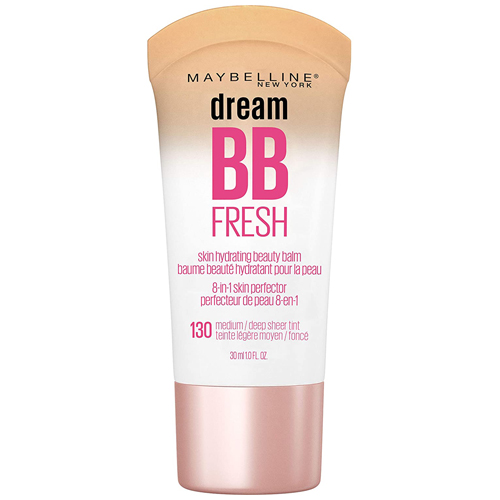 MAYBELLINE®
NEW YORK
dream
BB
FRESH
skin hydrating beauty balm
baume beauté hydratant pour la peau
8-in-1 skin perfector
perfecteur de peau 8-en-1
130 medium / deep sheer tint
teinte légère moyen / foncé
30 ml 1.0 FL. OZ.